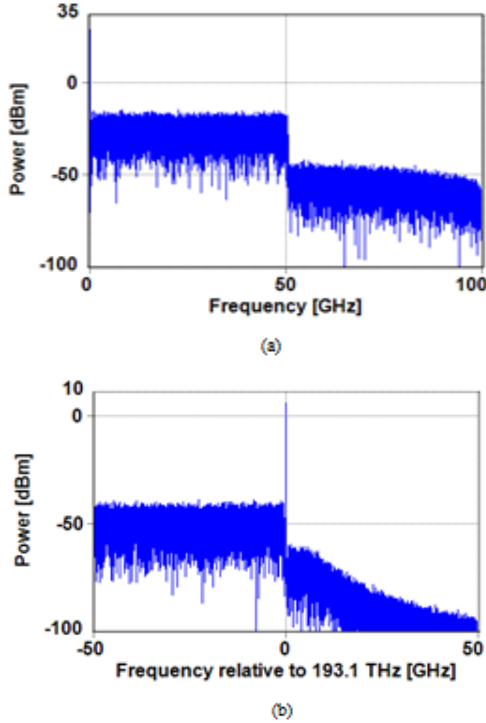 35
0
-50
-100
Power [dBm]
0
50
100
Frequency [GHz]
(a)
10
0
-50
-100
Power [dBm]
-50
0
50
Frequency relative to 193.1 THz [GHz]
(b)